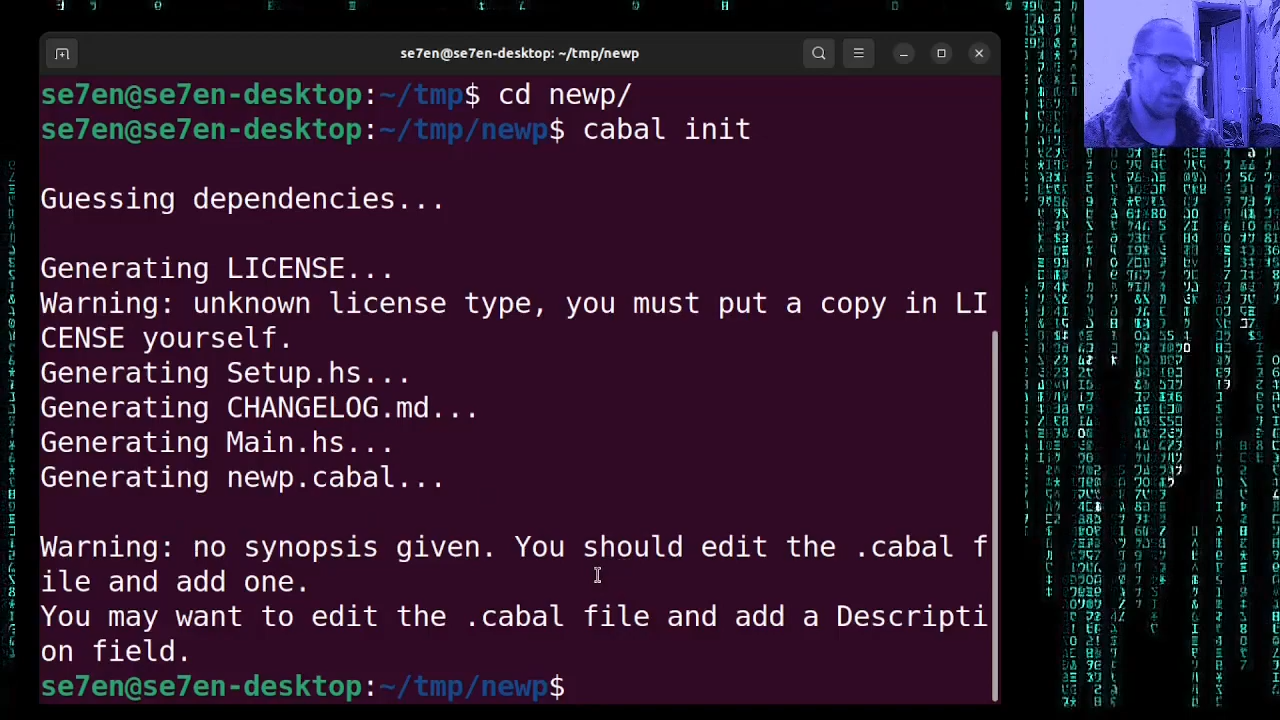 se7en@se7en-desktop: ~/tmp/newp
se7en@se7en-desktop:~/tmp$ cd newp/
se7en@se7en-desktop:~/tmp/newp$ cabal init
Guessing dependencies...
Generating LICENSE...
Warning: unknown license type, you must put a copy in LI
CENSE yourself.
Generating Setup.hs...
Generating CHANGELOG.md...
Generating Main.hs...
Generating newp.cabal...
Warning: no synopsis given. You should edit the .cabal f
ile and add one.
You may want to edit the .cabal file and add a Descripti
on field.
se7en@se7en-desktop:~/tmp/newp$